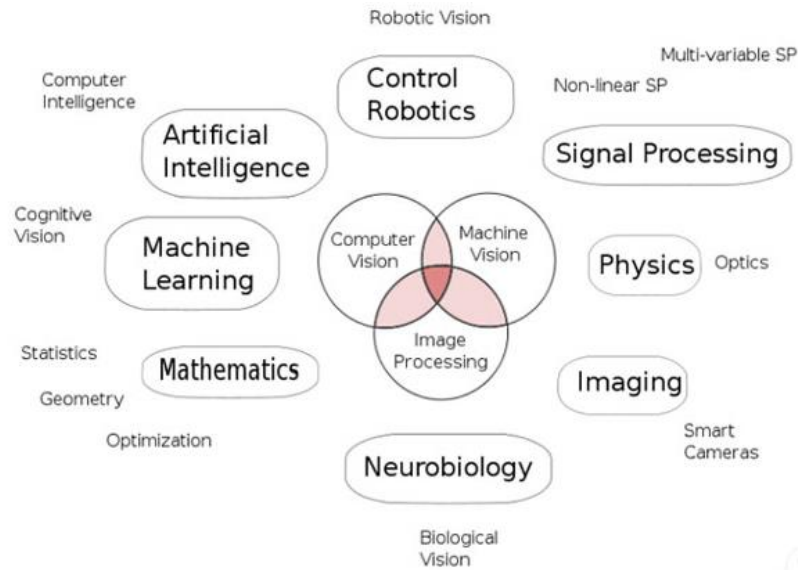 Robotic Vision
Multi-variable SP
Non-linear SP
Computer
Intelligence
Control
Robotics
Artificial
Intelligence
Signal Processing
Cognitive
Vision
Machine
Learning
Computer
Vision
Machine
Vision
Physics
Optics
Image
Processing
Statistics
Mathematics
Geometry
Imaging
Optimization
Smart
Cameras
Neurobiology
Biological
Vision